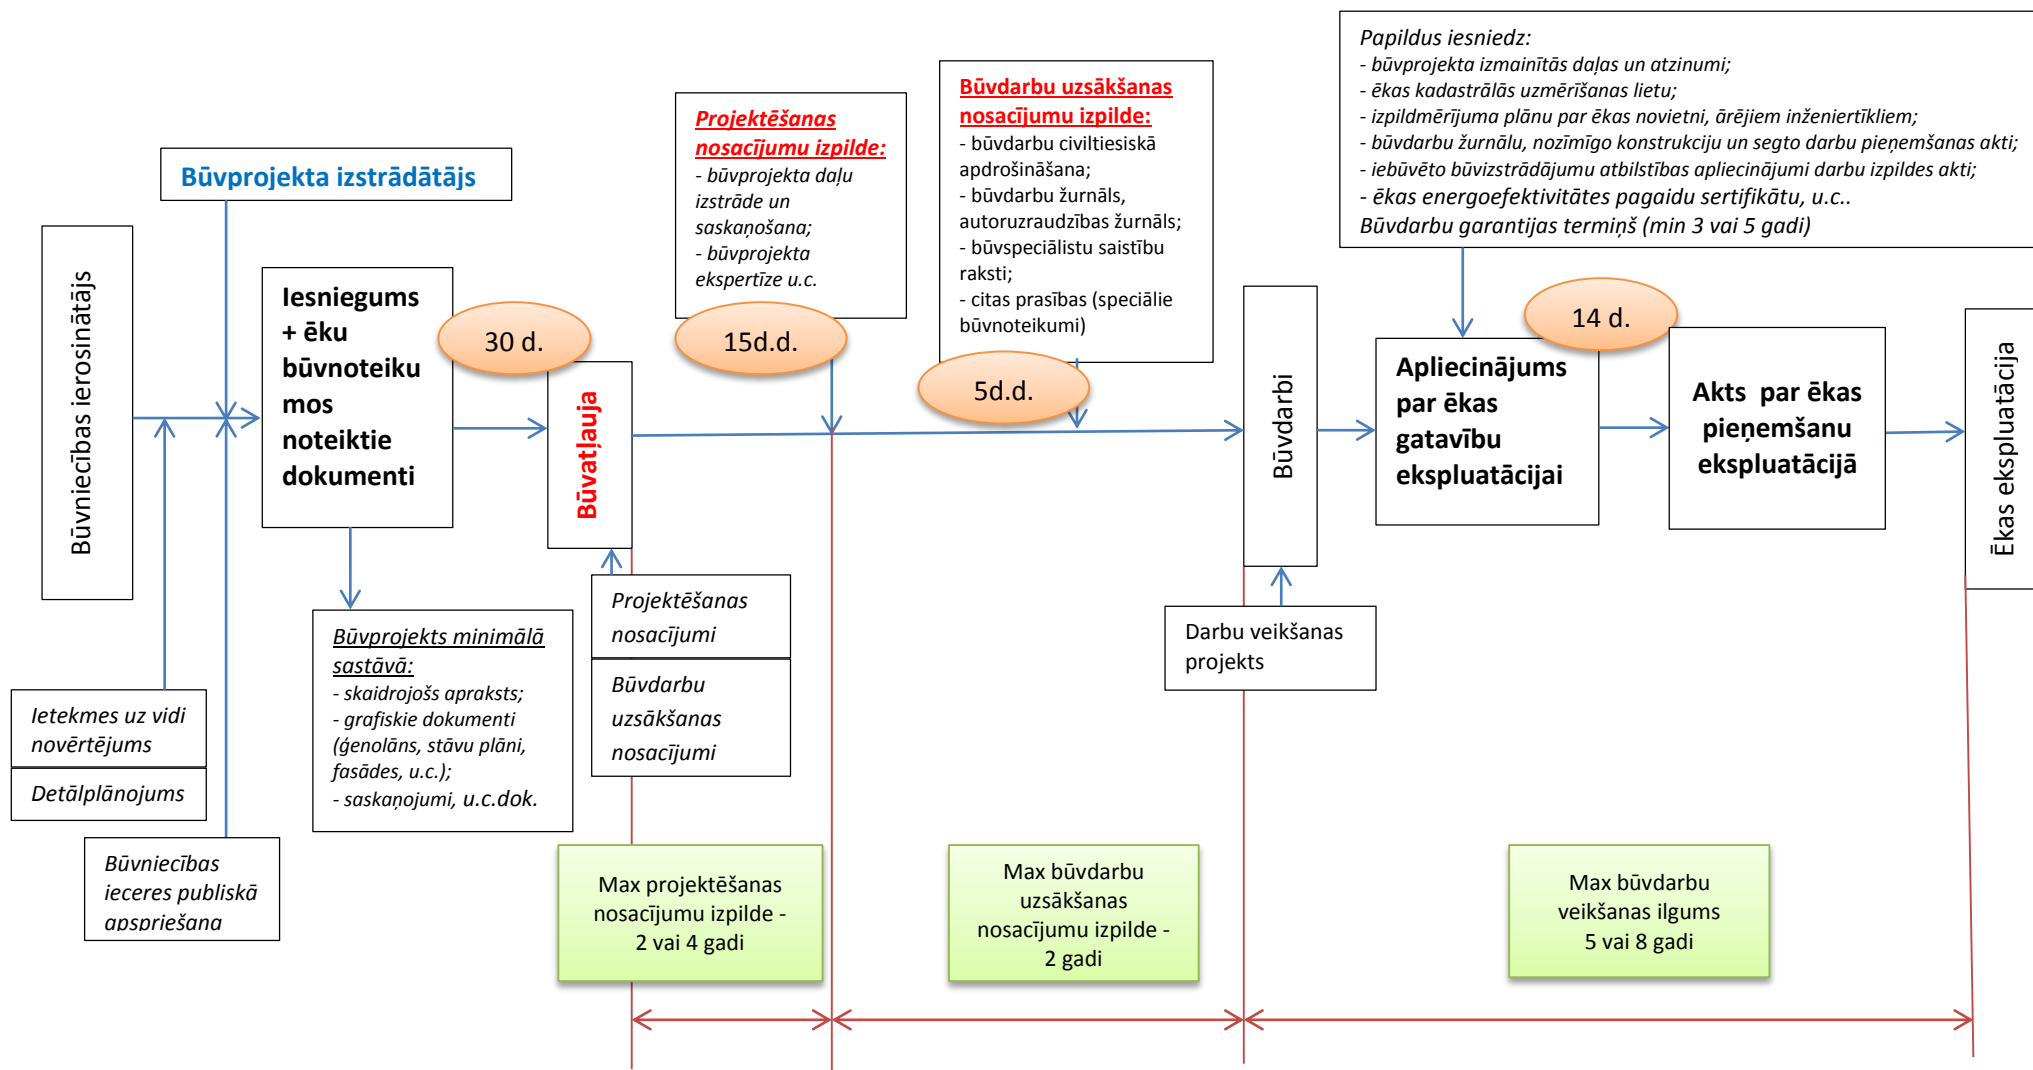 Papildus iesniedz:
- būvprojekta izmainītās daļas un atzinumi;
- ēkas kadastrālās uzmērīšanas lietu;
- izpildmērījuma plānu par ēkas novietni, ārējiem inženiertīkliem;
- būvdarbu žurnālu, nozīmīgo konstrukciju un segto darbu pieņemšanas akti;
- iebūvēto būvizstrādājumu atbilstības apliecinājumi darbu izpildes akti;
- ēkas energoefektivitātes pagaidu sertifikātu, u.c..
Būvdarbu garantijas termiņš (min 3 vai 5 gadi)
Būvdarbu uzsākšanas
nosacījumu izpilde:
- būvdarbu civiltiesiskā
apdrošināšana;
- būvdarbu žurnāls,
autoruzraudzības žurnāls;
- būvspeciālistu saistību
raksti;
- citas prasības (speciālie
būvnoteikumi)
Projektēšanas
nosacījumu izpilde:
- būvprojekta daļu
izstrāde un
saskaņošana;
- būvprojekta
ekspertīze u.c.
Būvprojekta izstrādātājs
Būvniecības ierosinātājs
Iesniegums
+ ēku
būvnoteiku
mos
noteiktie
dokumenti
30 d.
15d.d.
5d.d.
14 d.
Būvatļauja
Būvdarbi
Apliecinājums
par ēkas
gatavību
ekspluatācijai
Akts par ēkas
pieņemšanu
ekspluatācijā
Ēkas ekspluatācija
Projektēšanas
nosacījumi
Būvdarbu
uzsākšanas
nosacījumi
Darbu veikšanas
projekts
Būvprojekts minimālā
sastāvā:
- skaidrojošs apraksts;
- grafiskie dokumenti
(ģenolāns, stāvu plāni,
fasādes, u.c.);
- saskaņojumi, u.c.dok.
Ietekmes uz vidi
novērtējums
Detālplānojums
Būvniecības
ieceres publiskā
apspriešana
Max projektēšanas
nosacījumu izpilde -
2 vai 4 gadi
Max būvdarbu
uzsākšanas
nosacījumu izpilde -
2 gadi
Max būvdarbu
veikšanas ilgums
5 vai 8 gadi